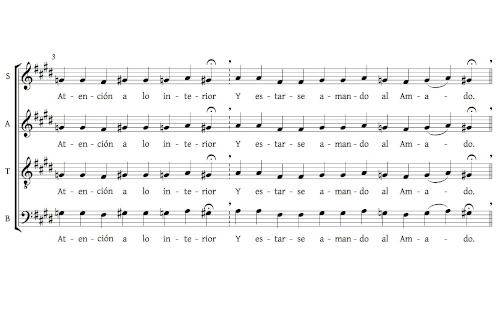 3
S
At - en - ción a lo in - te - rior Y es - tar - se a - man - do al Am - a - do.
A
At - en - ción a lo in - te - rior Y es - tar - se a - man - do al Am - a - do.
T
At - en - ción a lo in - te - rior Y es - tar - se a - man - do al Am - a - do.
B
At - en - ción a lo in - te - rior Y es - tar - se a - man - do al Am - a - do.